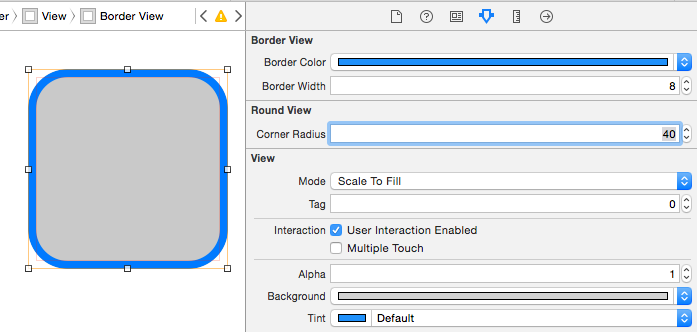 er 〉 View 〉 Border View
Border View
Border Color
Border Width 8
Round View
Corner Radius 40
View
Mode Scale To Fill
Tag 0
Interaction User Interaction Enabled
Multiple Touch
Alpha 1
Background
Tint Default